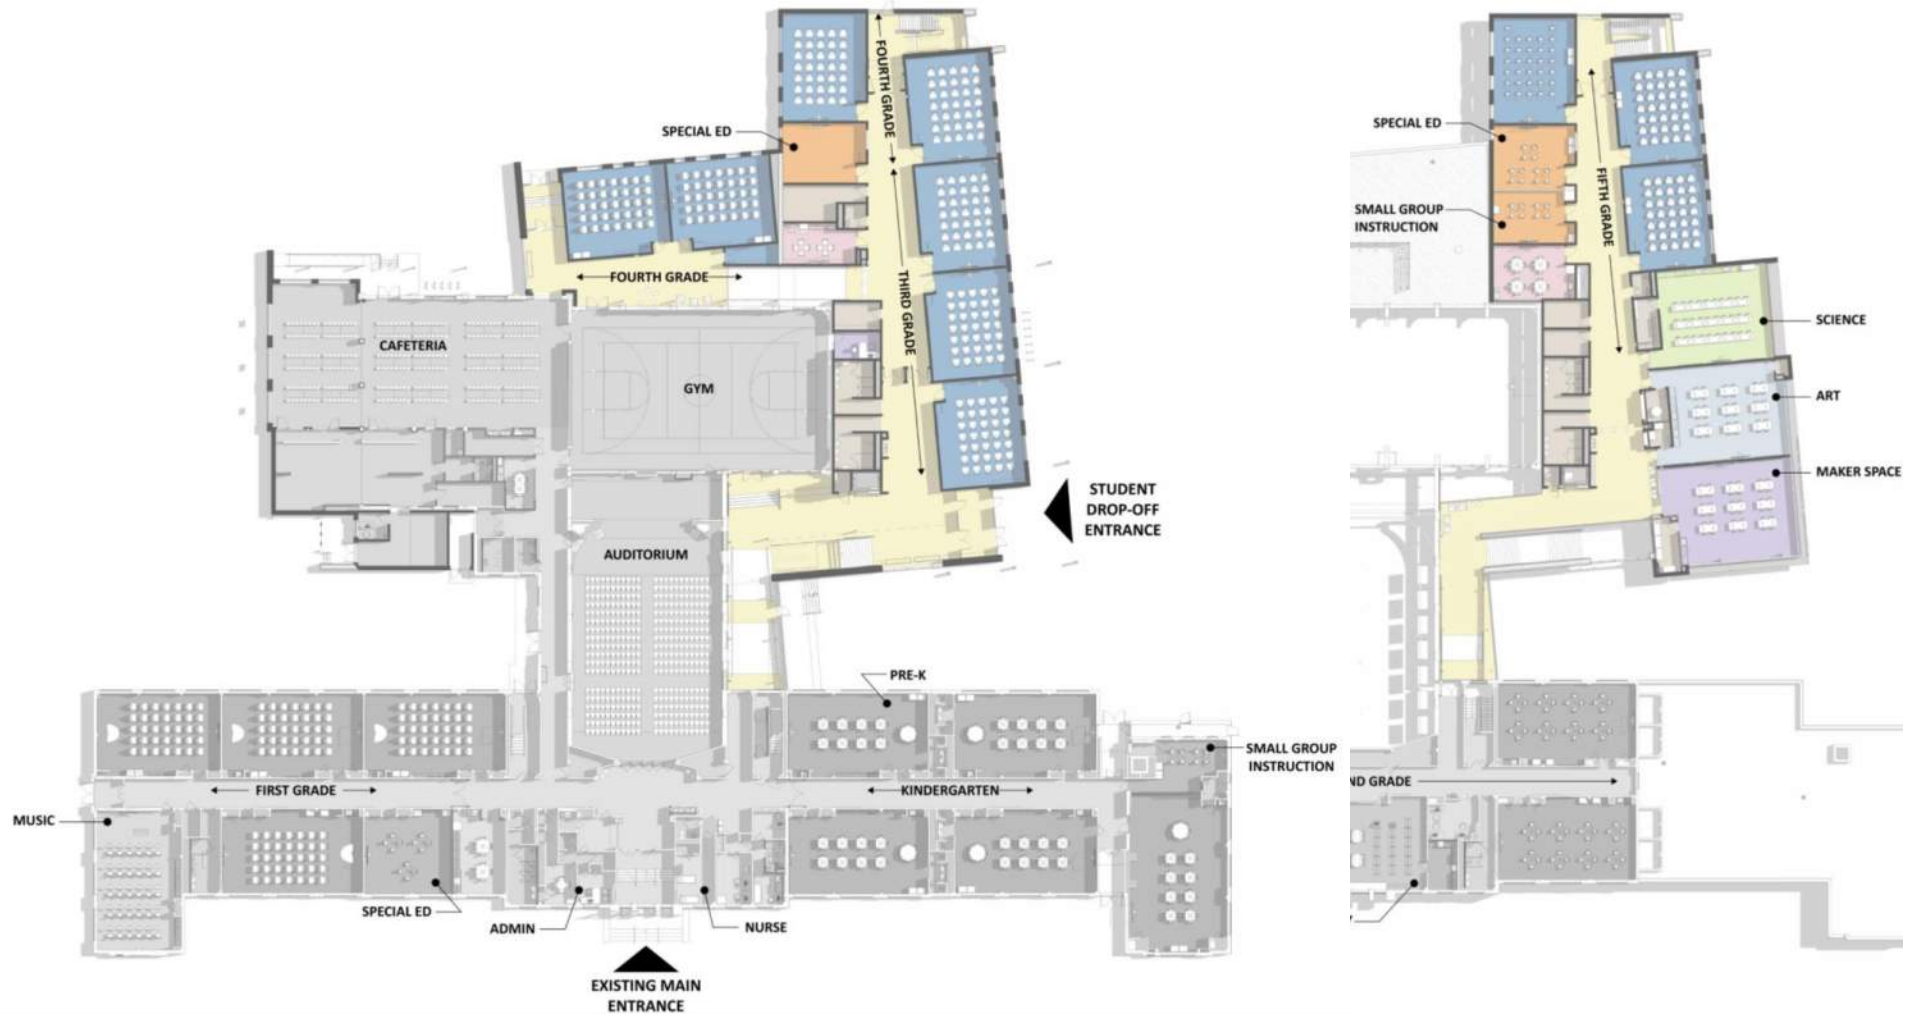 FOURTH GRADE
SPECIAL ED
FOURTH GRADE
THIRD GRADE
CAFETERIA
GYM
STUDENT
DROP-OFF
ENTRANCE
AUDITORIUM
PRE-K
SMALL GROUP
INSTRUCTION
FIRST GRADE
KINDERGARTEN
MUSIC
SPECIAL ED
ADMIN
NURSE
EXISTING MAIN
ENTRANCE
SPECIAL ED
SMALL GROUP
INSTRUCTION
FIFTH GRADE
SCIENCE
ART
MAKER SPACE
ND GRADE